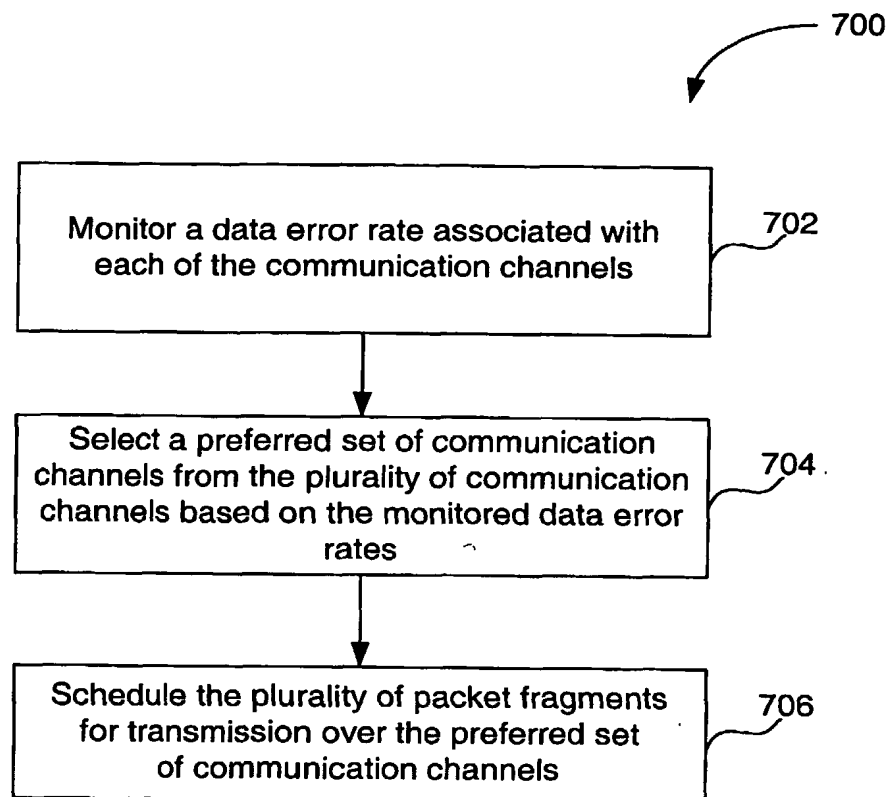 700
Monitor a data error rate associated with
each of the communication channels
702
Select a preferred set of communication
channels from the plurality of communication
channels based on the monitored data error
rates
704
Schedule the plurality of packet fragments
for transmission over the preferred set
of communication channels
706